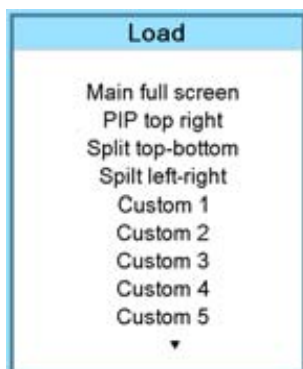 Load
Main full screen
PIP top right
Split top-bottom
Spilt left-right
Custom 1
Custom 2
Custom 3
Custom 4
Custom 5